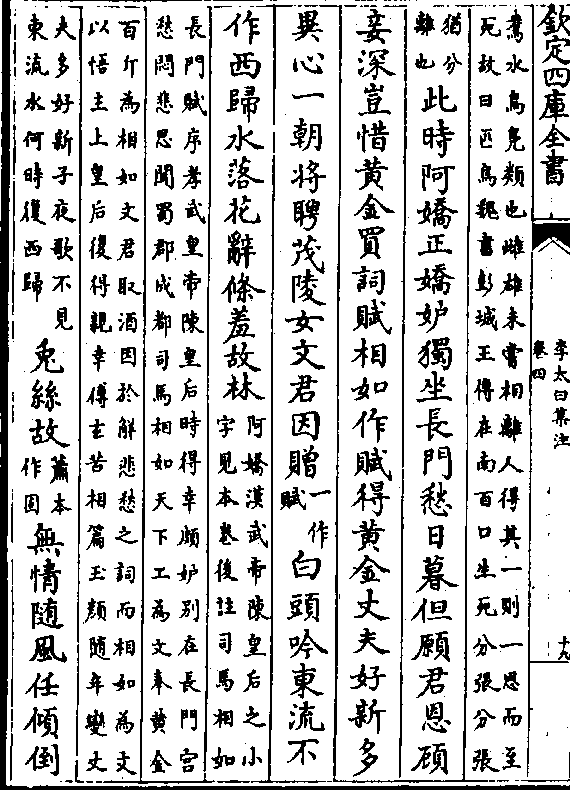 欽定四庫全書
李太白集注
卷四
十九
鴦水鳥鳬類也雌雄未嘗相離人得其一則一思而至
死故曰匹鳥魏書彭城王傳在南百口生死分張分張
猶分
離也
此時阿嬌正嬌妒獨坐長門愁日暮但願君恩顧
妾深豈惜黄金買詞賦相如作賦得黄金丈夫好新多
異心一朝將聘茂陵女文君因贈
一作
賦
白頭吟東流不
作西歸水落花辭條羞故林
阿嬌漢武帝陳皇后之小
字見本卷後註司馬相如
長門賦序孝武皇帝陳皇后時得幸頗妒别在長門宫
愁悶悲思聞蜀郡成都司馬相如天下工為文奉黄金
百斤為相如文君取酒因於解悲愁之詞而相如為文
以悟主上皇后復得親幸傅玄苦相篇玉顔隨年變丈
夫多好新子夜歌不見
東流水何時復西歸
兎絲故
蕭本
作固
無情隨風任傾倒